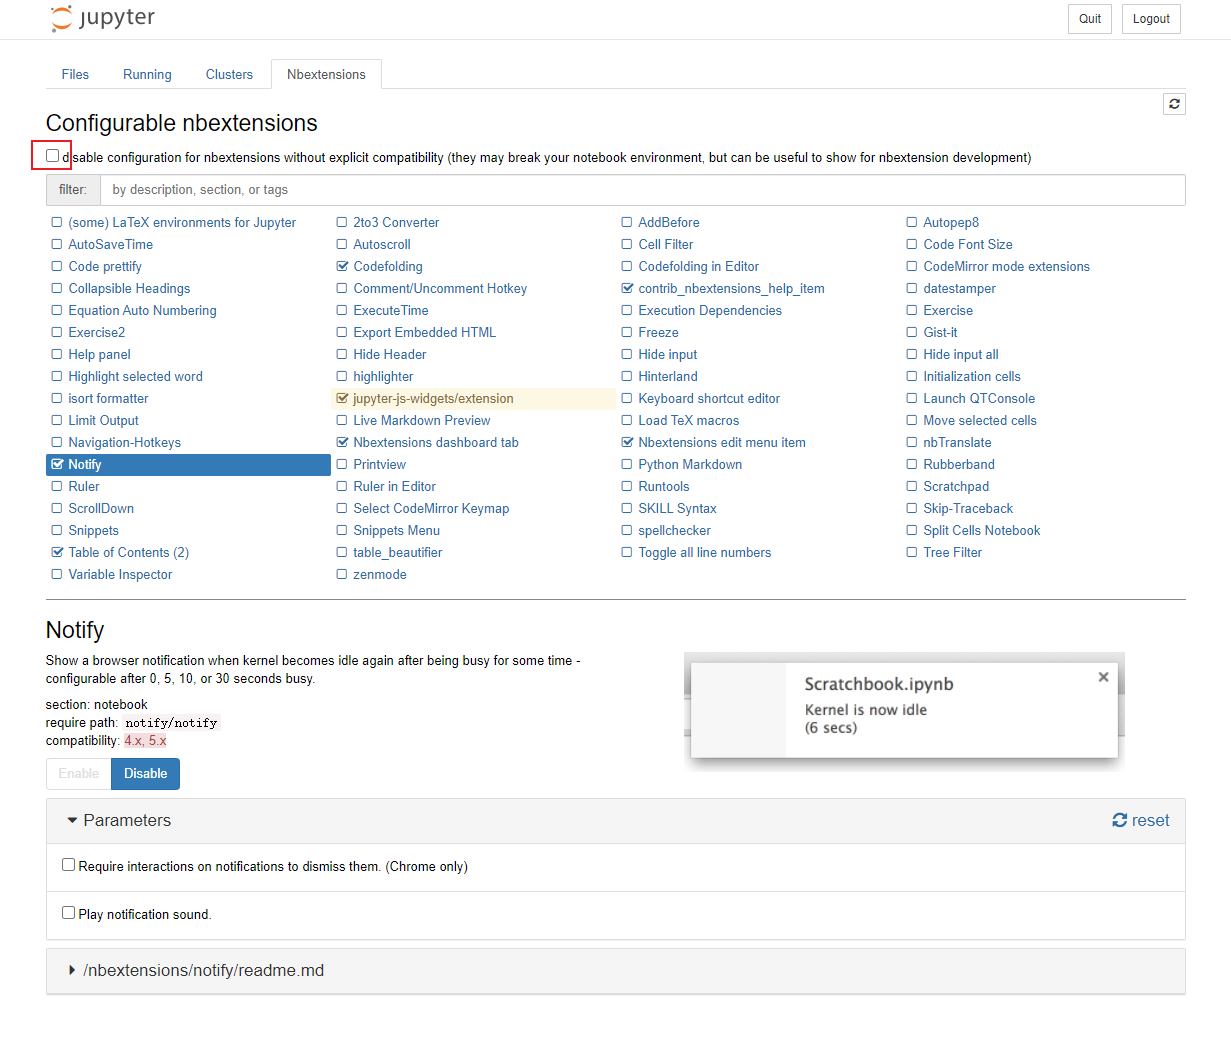 jupyter
Quit Logout
Files Running Clusters Nbextensions
Configurable nbextensions
disable configuration for nbextensions without explicit compatibility (they may break your notebook environment, but can be useful to show for nbextension development)
filter: by description, section, or tags
(some) LaTeX environments for Jupyter 2to3 Converter AddBefore Autopep8
AutoSaveTime Autoscroll Cell Filter Code Font Size
Code prettify Codefolding Codefolding in Editor CodeMirror mode extensions
Collapsible Headings Comment/Uncomment Hotkey contrib_nbextensions_help_item datestamper
Equation Auto Numbering ExecuteTime Execution Dependencies Exercise
Exercise2 Export Embedded HTML Freeze Gist-it
Help panel Hide Header Hide input Hide input all
Highlight selected word highlighter Hinterland Initialization cells
isort formatter jupyter-js-widgets/extension Keyboard shortcut editor Launch QTConsole
Limit Output Live Markdown Preview Load TeX macros Move selected cells
Navigation-Hotkeys Nbextensions dashboard tab Nbextensions edit menu item nbTranslate
Notify Printview Python Markdown Rubberband
Ruler Ruler in Editor Runtools Scratchpad
ScrollDown Select CodeMirror Keymap SKILL Syntax Skip-Traceback
Snippets Snippets Menu spellchecker Split Cells Notebook
Table of Contents (2) table_beautifier Toggle all line numbers Tree Filter
Variable Inspector zenmode
Notify
Show a browser notification when kernel becomes idle again after being busy for some time -
configurable after 0, 5, 10, or 30 seconds busy.
section: notebook
require path: notify/notify
compatibility: 4.x, 5.x
Enable Disable
Scratchbook.ipynb
Kernel is now idle
(6 secs)
Parameters reset
Require interactions on notifications to dismiss them. (Chrome only)
Play notification sound.
/nbextensions/notify/readme.md